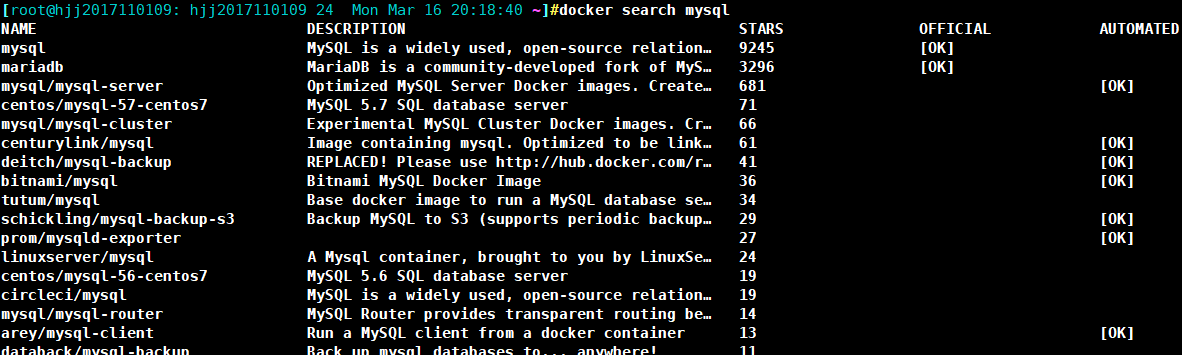 [root@hjj2017110109: hjj2017110109 24  Mon Mar 16 20:18:40 ~]#docker search mysql
NAME DESCRIPTION STARS OFFICIAL AUTOMATED
mysql MySQL is a widely used, open-source relation… 9245 [OK]
mariadb MariaDB is a community-developed fork of MyS… 3296 [OK]
mysql/mysql-server Optimized MySQL Server Docker images. Create… 681 [OK]
centos/mysql-57-centos7 MySQL 5.7 SQL database server 71
mysql/mysql-cluster Experimental MySQL Cluster Docker images. Cr… 66
centurylink/mysql Image containing mysql. Optimized to be link… 61 [OK]
deitch/mysql-backup REPLACED! Please use http://hub.docker.com/r… 41 [OK]
bitnami/mysql Bitnami MySQL Docker Image 36 [OK]
tutum/mysql Base docker image to run a MySQL database se… 34
schickling/mysql-backup-s3 Backup MySQL to S3 (supports periodic backup… 29 [OK]
prom/mysqld-exporter 27 [OK]
linuxserver/mysql A Mysql container, brought to you by LinuxSe… 24
centos/mysql-56-centos7 MySQL 5.6 SQL database server 19
circleci/mysql MySQL is a widely used, open-source relation… 19
mysql/mysql-router MySQL Router provides transparent routing be… 14
arey/mysql-client Run a MySQL client from a docker container 13 [OK]
databack/mysql-backup Back up mysql databases to... anywhere! 11